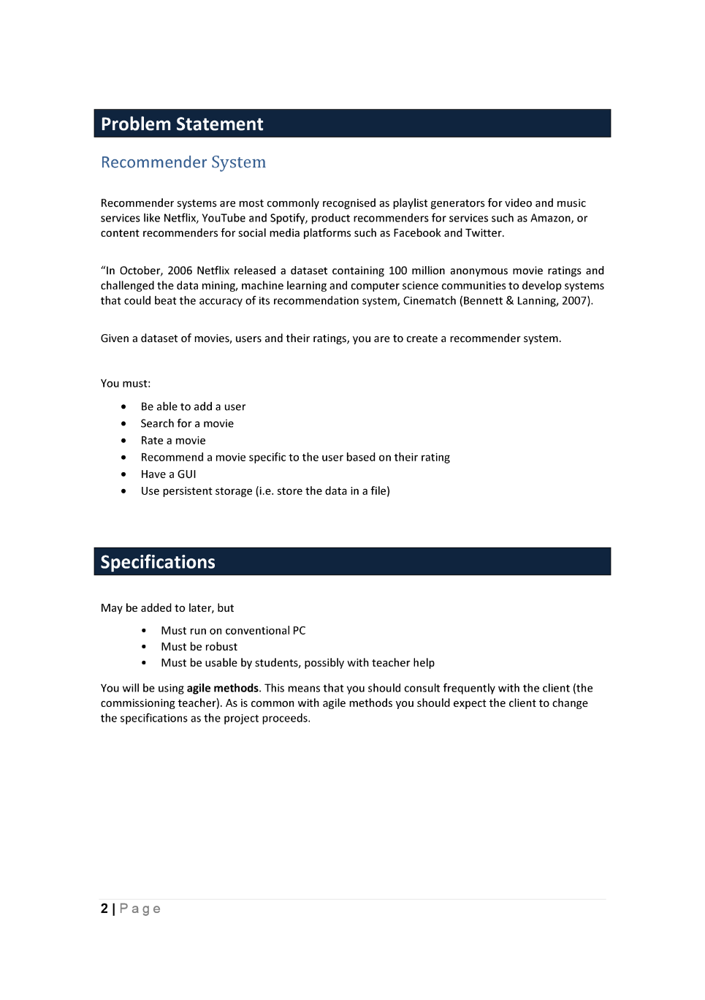 Problem Statement
Recommender System
Recommender systems are most commonly recognised as playlist generators for video and music
services like Netflix, YouTube and Spotify, product recommenders for services such as Amazon, or
content recommenders for social media platforms such as Facebook and Twitter.
“In October, 2006 Netflix released a dataset containing 100 million anonymous movie ratings and
challenged the data mining, machine learning and computer science communities to develop systems
that could beat the accuracy of its recommendation system, Cinematch (Bennett & Lanning, 2007).
Given a dataset of movies, users and their ratings, you are to create a recommender system.
You must:
• Be able to add a user
• Search for a movie
• Rate a movie
• Recommend a movie specific to the user based on their rating
• Have a GUI
• Use persistent storage (i.e. store the data in a file)
Specifications
May be added to later, but
• Must run on conventional PC
• Must be robust
• Must be usable by students, possibly with teacher help
You will be using agile methods. This means that you should consult frequently with the client (the
commissioning teacher). As is common with agile methods you should expect the client to change
the specifications as the project proceeds.
2 | Page